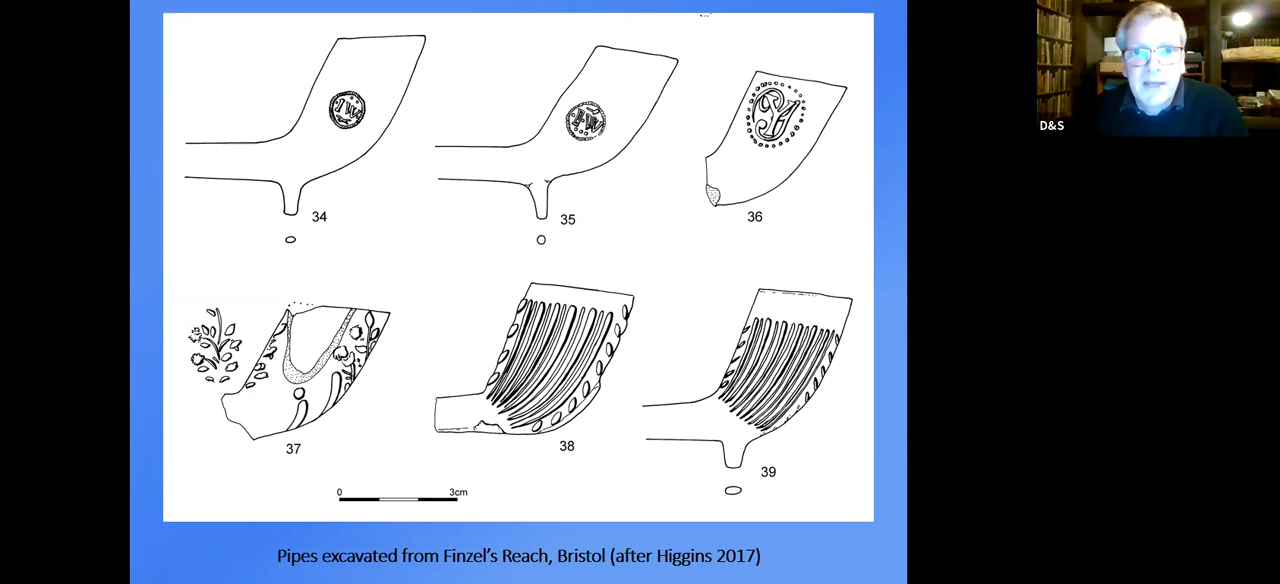 34
35
36
D&S
37
38
39
0 3cm
Pipes excavated from Finzel's Reach, Bristol (after Higgins 2017)